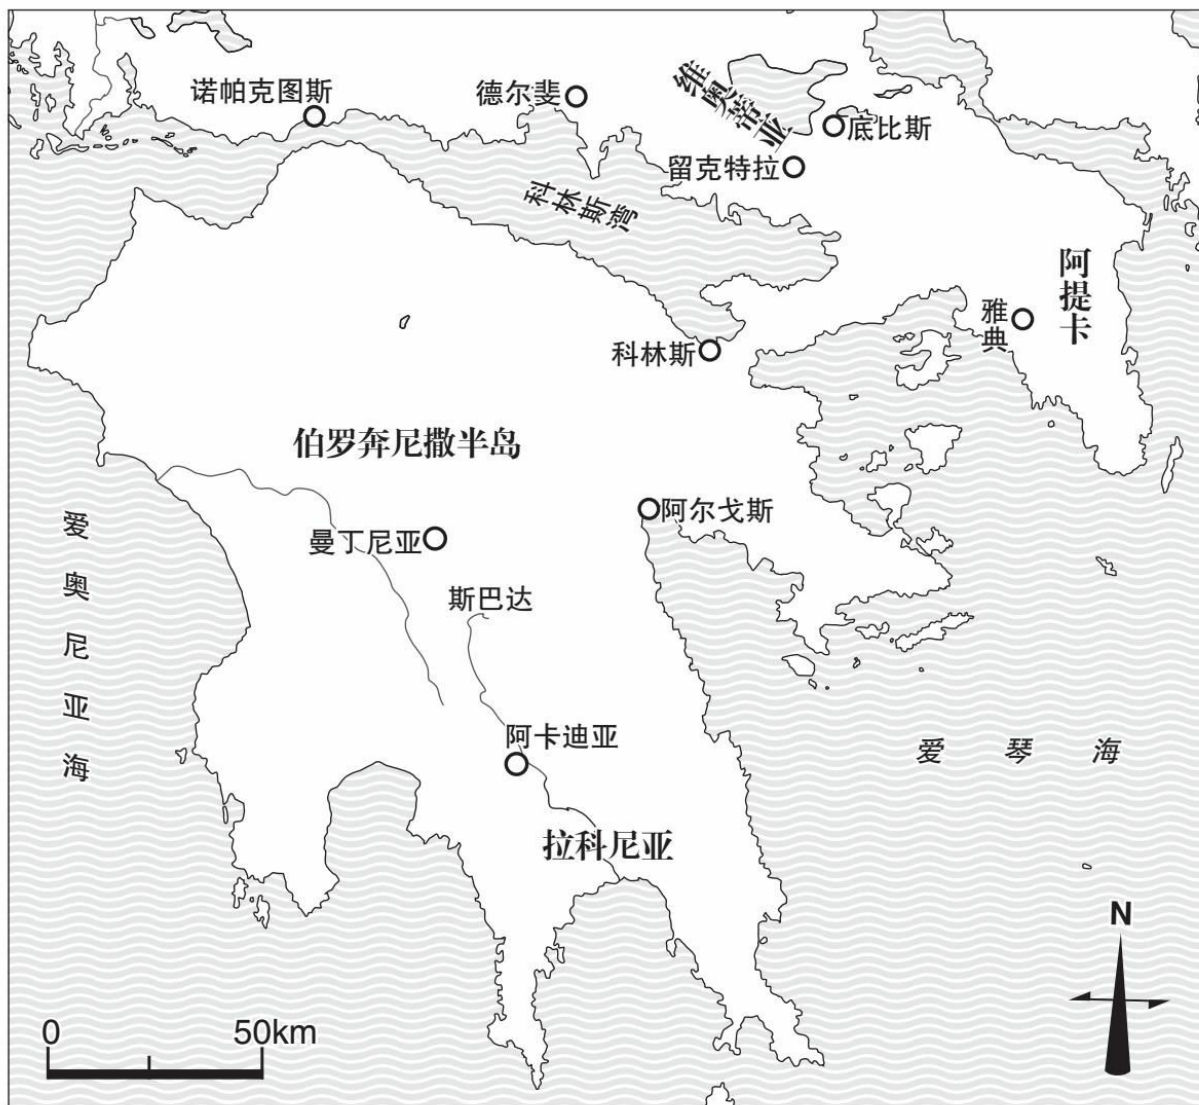 诺帕克图斯
德尔斐
维奥蒂亚
底比斯
留克特拉
科林斯湾
阿提卡
雅典
科林斯
伯罗奔尼撒半岛
阿尔戈斯
曼丁尼亚
爱奥尼亚海
斯巴达
阿卡迪亚
爱琴海
拉科尼亚
N
0 50km